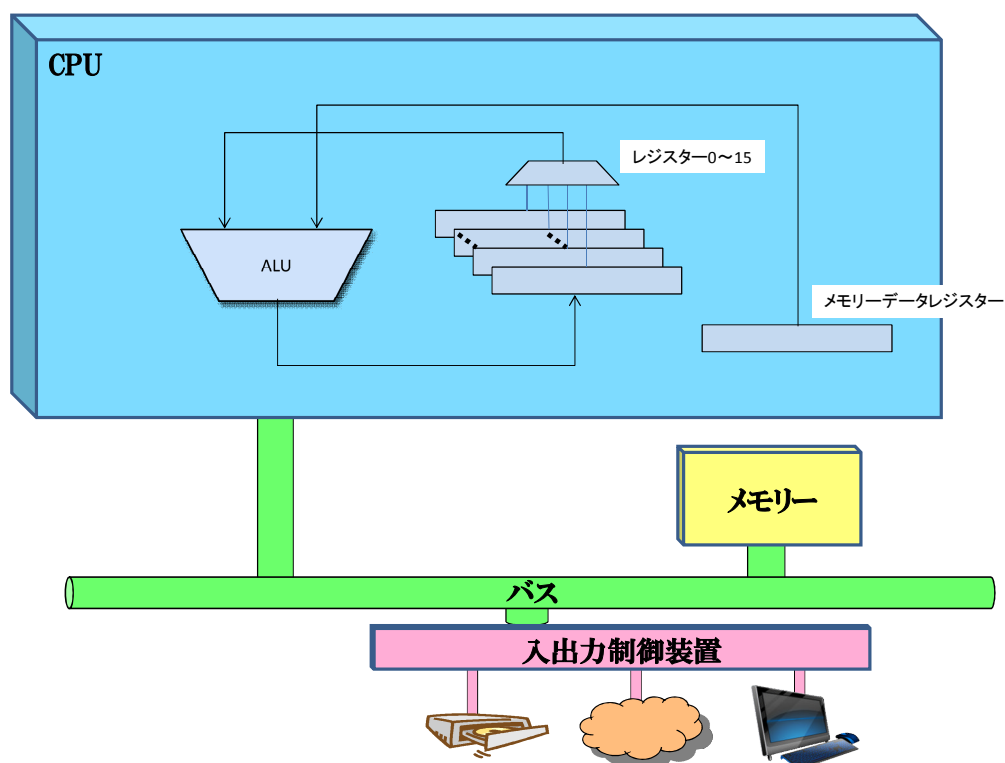 CPU
レジスター0～15
ALU
メモリーデータレジスター
メモリー
バス
入出力制御装置